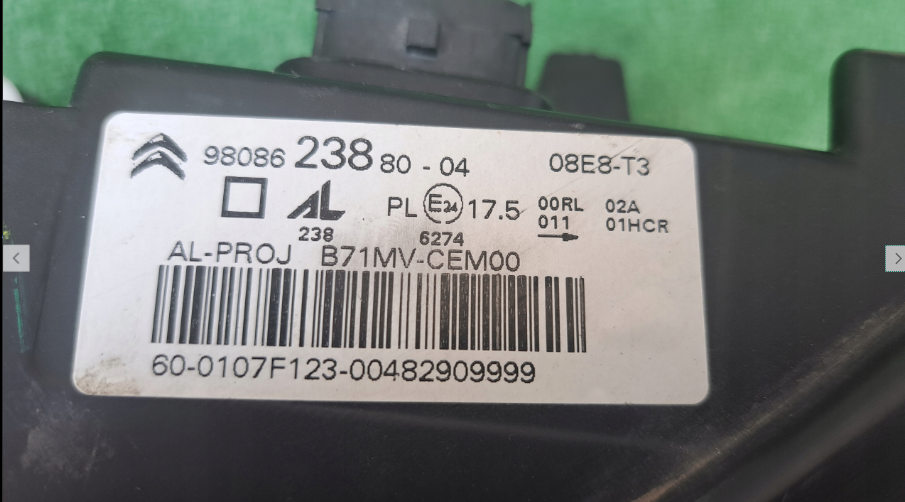 98086 238 80 - 04 08E8-T3
AL PL E24 17.5 00RL 02A
238 6274 011 01HCR
AL-PROJ B71MV-CEM00
60-0107F123-00482909999